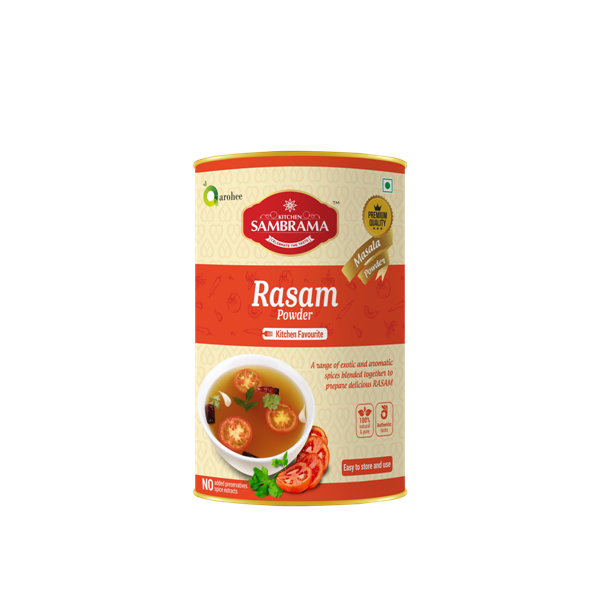 arohee
KITCHEN
SAMBRAMA
TM
CELEBRATE THE TASTE
PREMIUM
QUALITY
Masala
Powder
Rasam
Powder
Kitchen Favourite
A range of exotic and aromatic
spices blended together to
prepare delicious RASAM
100%
natural
& pure
Authentic
Easy to store and use
NO added preservatives
spice extracts